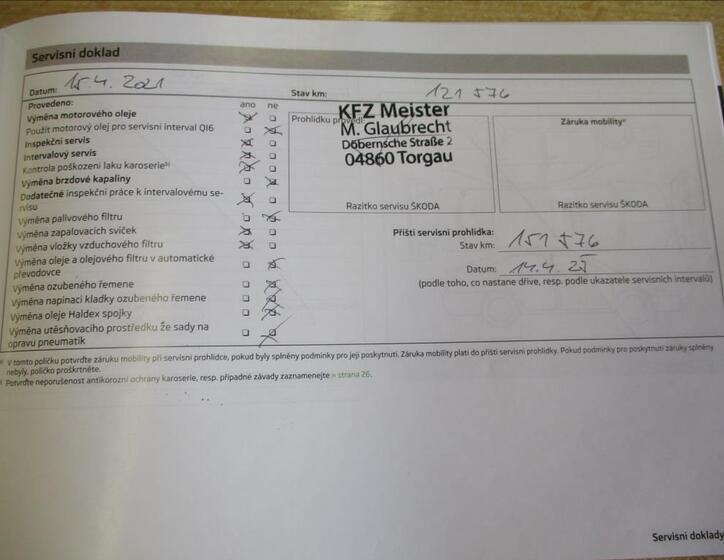 Servisní doklad
Datum: 15.4. 2021
Stav km: 121 576
Provedeno: ano ne
Výměna motorového oleje
Použit motorový olej pro servisní interval QI6
Inspekční servis
Intervalový servis
Kontrola poškození laku karoserie³⁾
Výměna brzdové kapaliny
Dodatečné inspekční práce k intervalovému se-
rvisu
Výměna palivového filtru
Výměna zapalovacích svíček
Výměna vložky vzduchového filtru
Výměna oleje a olejového filtru v automatické
převodovce
Výměna ozubeného řemene
Výměna napínací kladky ozubeného řemene
Výměna oleje Haldex spojky
Výměna utěsňovacího prostředku ze sady na
opravu pneumatik
Prohlídku provedl:
KFZ Meister
M. Glaubrecht
Dobernsche Straße 2
04860 Torgau
Razítko servisu ŠKODA
Záruka mobility
Razítko servisu ŠKODA
Příští servisní prohlídka:
Stav km: 151 576
Datum: 14.4.
(podle toho, co nastane dříve, resp. podle ukazatele servisních intervalů)
V tomto políčku potvrďte záruku mobility při servisní prohlídce, pokud byly splněny podmínky pro její poskytnutí. Záruka mobility platí do příští servisní prohlídky. Pokud podmínky pro poskytnutí záruky splněny
nebyly, políčko proškrtněte.
Potvrďte neporušenost antikorozní ochrany karoserie, resp. případné závady zaznamenejte » strana 26.
Servisní doklady